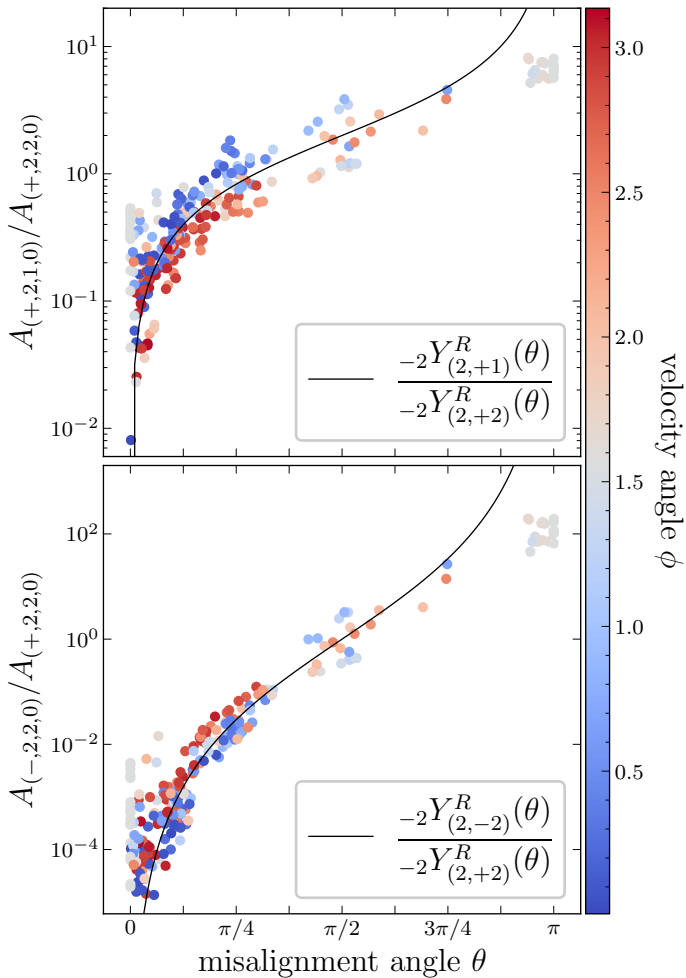 10^1
10^0
10^{-1}
10^{-2}
A_{(+,2,1,0)}/A_{(+,2,2,0)}
_{-2}Y^R_{(2,+1)}(θ)
_{-2}Y^R_{(2,+2)}(θ)
10^2
10^0
10^{-2}
10^{-4}
A_{(-,2,2,0)}/A_{(+,2,2,0)}
_{-2}Y^R_{(2,-2)}(θ)
_{-2}Y^R_{(2,+2)}(θ)
0 π/4 π/2 3π/4 π
misalignment angle θ
3.0
2.5
2.0
1.5
1.0
0.5
velocity angle ϕ